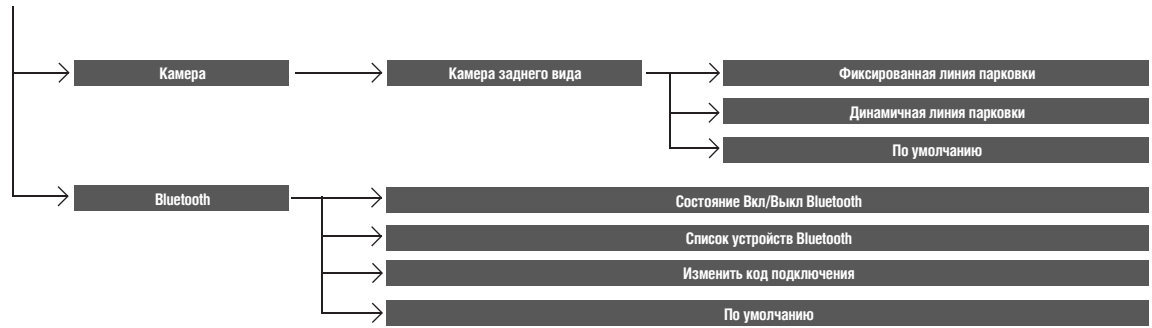 Камера
Камера заднего вида
Фиксированная линия парковки
Динамичная линия парковки
По умолчанию
Bluetooth
Состояние Вкл/Выкл Bluetooth
Список устройств Bluetooth
Изменить код подключения
По умолчанию